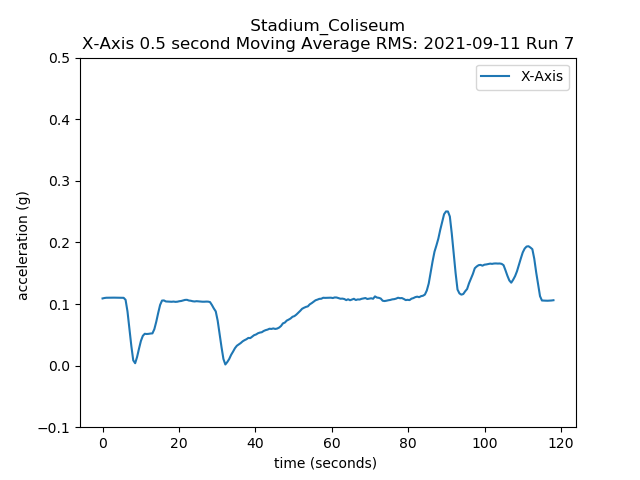 Stadium_Coliseum
X-Axis 0.5 second Moving Average RMS: 2021-09-11 Run 7
X-Axis
0.5
0.4
0.3
0.2
0.1
0.0
−0.1
acceleration (g)
0 20 40 60 80 100 120
time (seconds)